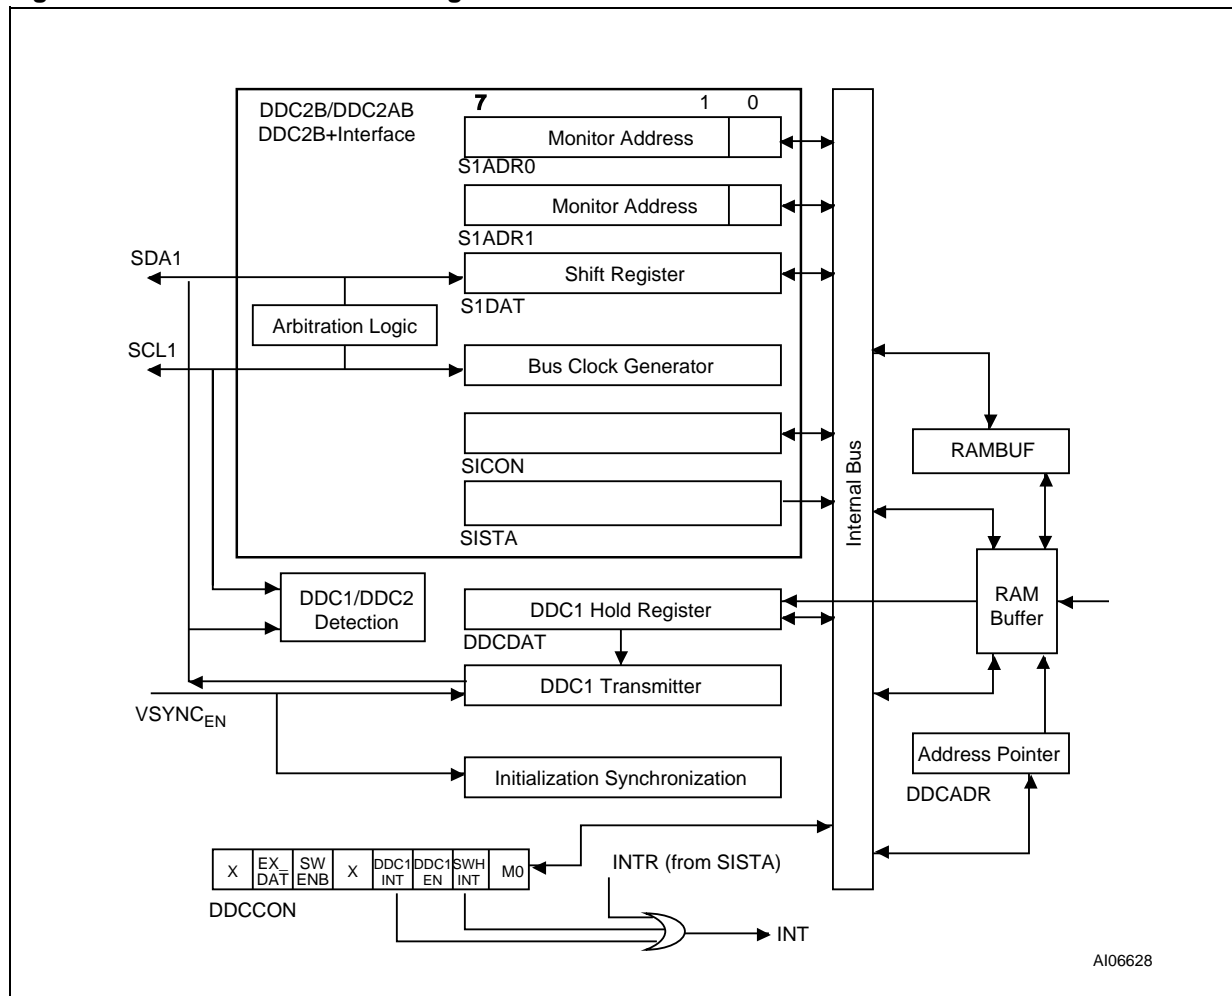 DDC2B/DDC2AB
DDC2B+Interface
7 1 0
Monitor Address
S1ADR0
Monitor Address
S1ADR1
SDA1
Shift Register
S1DAT
Arbitration Logic
SCL1
Bus Clock Generator
SICON
SISTA
Internal Bus
RAMBUF
RAM
Buffer
DDC1/DDC2
Detection
DDC1 Hold Register
DDCDAT
DDC1 Transmitter
VSYNCEN
Address Pointer
DDCADR
Initialization Synchronization
X
EX_
DAT
SW
ENB
X
DDC1
INT
DDC1
EN
SWH
INT
M0
DDCCON
INTR (from SISTA)
INT
AI06628